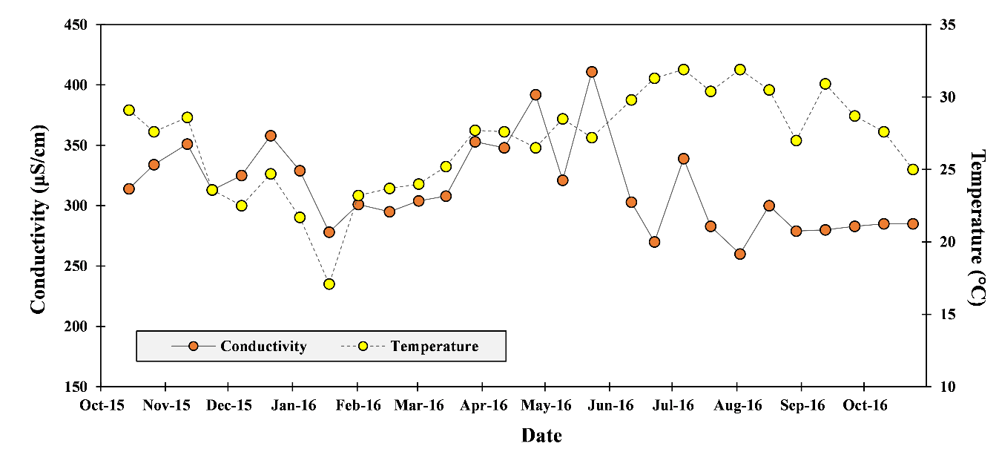 450
400
350
300
250
200
150
Conductivity (µS/cm)
35
30
25
20
15
10
Temperature (°C)
Conductivity
Temperature
Oct-15 Nov-15 Dec-15 Jan-16 Feb-16 Mar-16 Apr-16 May-16 Jun-16 Jul-16 Aug-16 Sep-16 Oct-16
Date